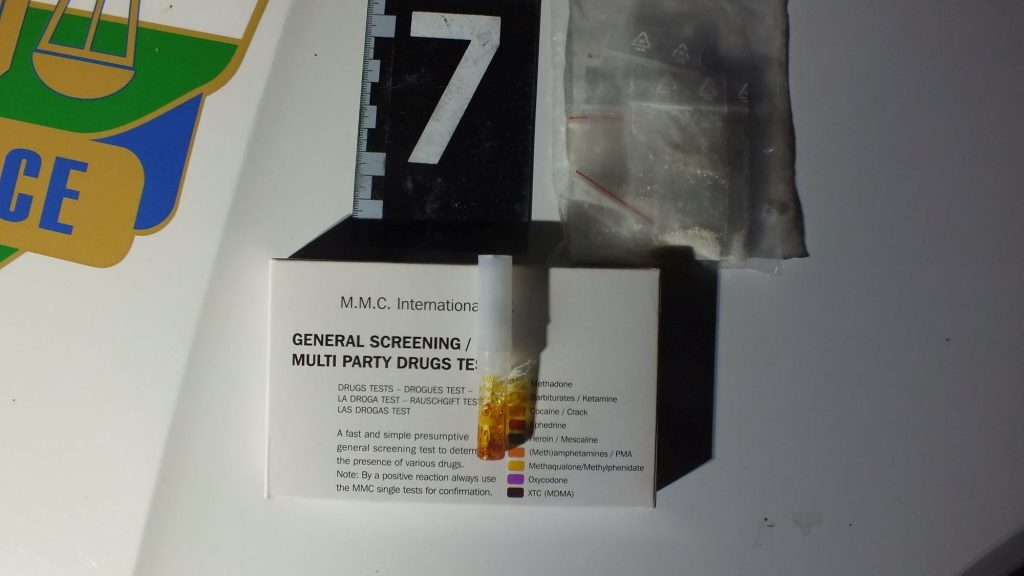 CE
7
M.M.C. Internationa
GENERAL SCREENING /
MULTI PARTY DRUGS TES
DRUGS TESTS – DROGUES TEST –
LA DROGA TEST – RAUSCHGIFT TEST
LAS DROGAS TEST
A fast and simple presumptive
general screening test to determ
the presence of various drugs.
Note: By a positive reaction always use
the MMC single tests for confirmation.
Methadone
Barbiturates / Ketamine
Cocaine / Crack
Ephedrine
Heroin / Mescaline
(Meth)amphetamines / PMA
Methaqualone/Methylphenidate
Oxycodone
XTC (MDMA)